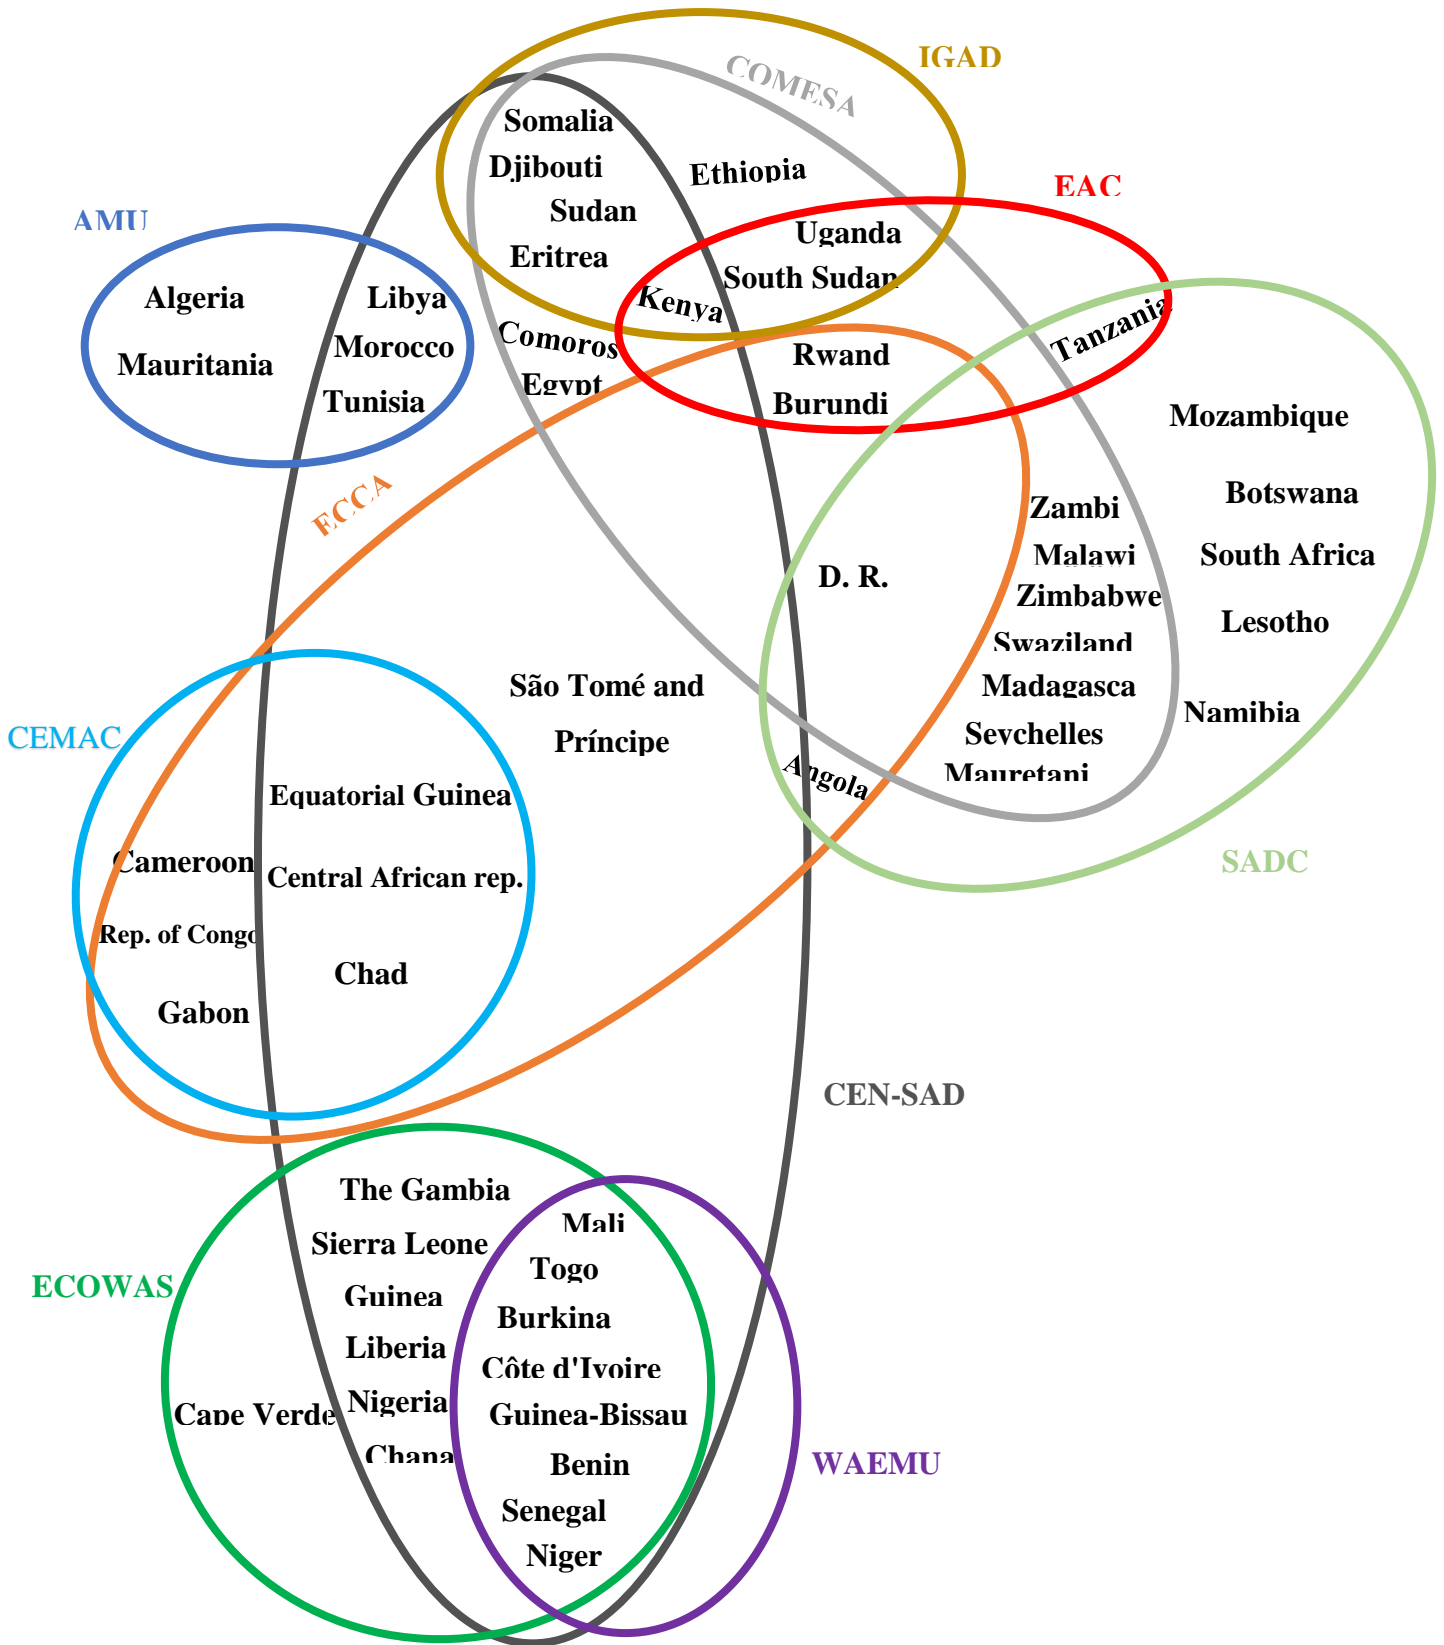 IGAD
COMESA
Somalia
Djibouti
Ethiopia
EAC
Sudan
AMU
Uganda
Eritrea
South Sudan
Algeria
Libya
Kenya
Tanzania
Morocco
Comoros
Rwand
Mauritania
Egypt
Tunisia
Burundi
Mozambique
ECCA
Botswana
Zambi
Malawi
South Africa
D. R.
Zimbabwe
Lesotho
Swaziland
São Tomé and
Madagasca
Namibia
CEMAC
Príncipe
Seychelles
Angola
Mauretani
Equatorial Guinea
Cameroon
Central African rep.
SADC
Rep. of Congo
Chad
Gabon
CEN-SAD
The Gambia
Mali
Sierra Leone
Togo
ECOWAS
Guinea
Burkina
Liberia
Côte d'Ivoire
Nigeria
Cape Verde
Guinea-Bissau
Ghana
Benin
WAEMU
Senegal
Niger